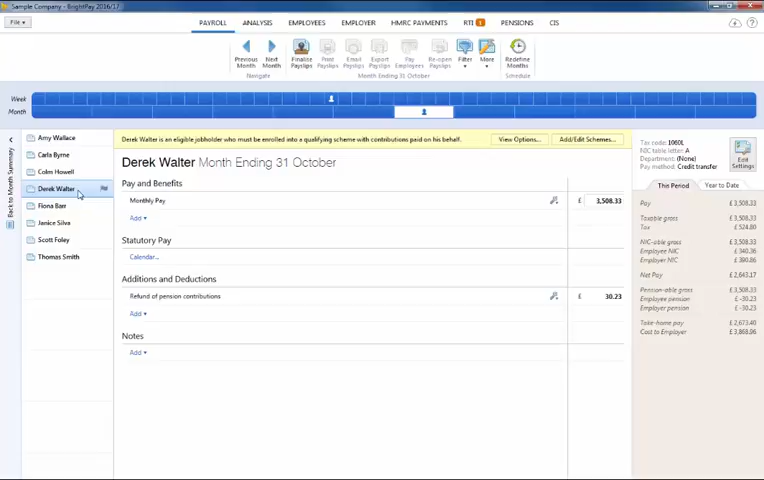 Sample Company - BrightPay 2016/17
File
PAYROLL ANALYSIS EMPLOYEES EMPLOYER HMRC PAYMENTS RTI 1 PENSIONS CIS
Previous Month
Next Month
Navigate
Finalise Payslips
Print Payslips
Email Payslips
Export Payslips
Pay Employees
Re-open Payslips
Filter
More
Month Ending 31 October
Redefine Months
Schedule
Week
Month
Back to Month Summary
Amy Wallace
Carla Byrne
Colm Howell
Derek Walter
Fiona Barr
Janice Silva
Scott Foley
Thomas Smith
Derek Walter is an eligible jobholder who must be enrolled into a qualifying scheme with contributions paid on his behalf.
View Options...
Add/Edit Schemes...
Derek Walter Month Ending 31 October
Pay and Benefits
Monthly Pay £ 3,508.33
Add
Statutory Pay
Calendar...
Additions and Deductions
Refund of pension contributions £ 30.23
Add
Notes
Add
Tax code: 1060L
NIC table letter: A
Department: (None)
Pay method: Credit transfer
Edit Settings
This Period Year to Date
Pay £ 3,508.33
Taxable gross £ 3,508.33
Tax £ 524.80
NIC-able gross £ 3,508.33
Employee NIC £ 340.36
Employer NIC £ 390.86
Net Pay £ 2,643.17
Pension-able gross £ 3,508.33
Employee pension £ -30.23
Employer pension £ -30.23
Take-home pay £ 2,673.40
Cost to Employer £ 3,868.96